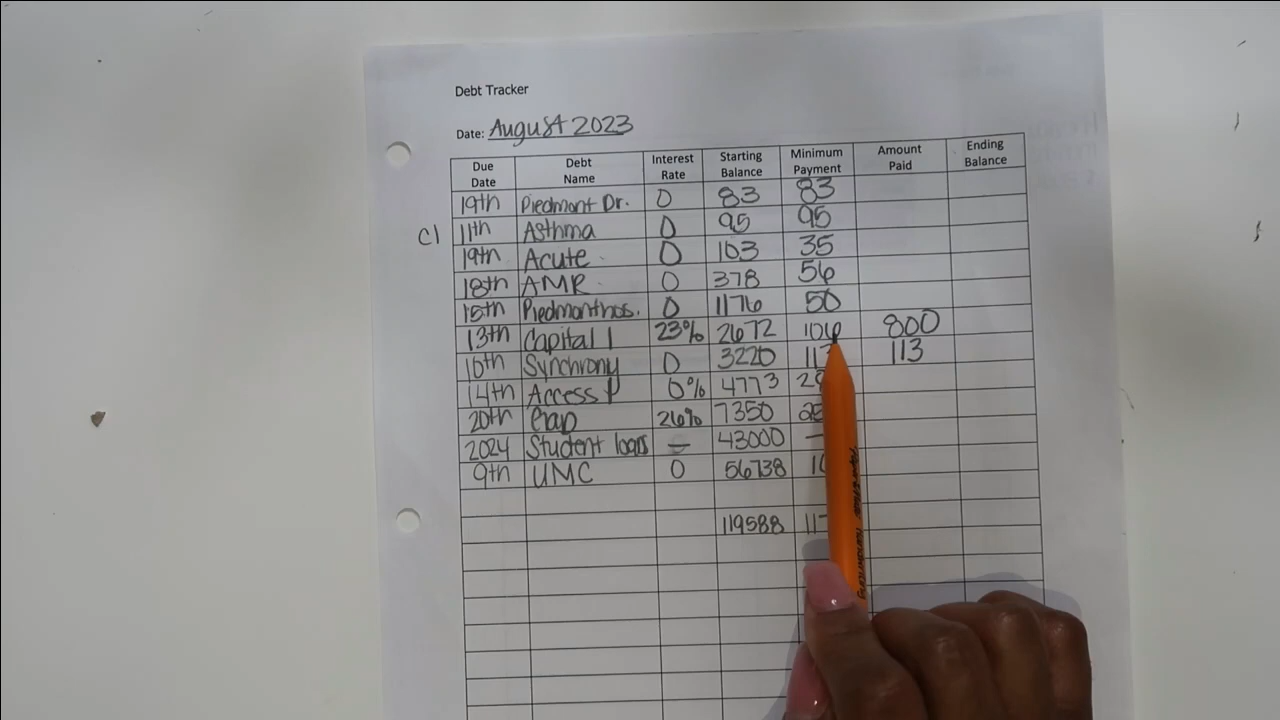 Debt Tracker
Date: August 2023
Due Date Debt Name Interest Rate Starting Balance Minimum Payment Amount Paid Ending Balance
19th Piedmont Dr. 0 83 83
C1 11th Asthma 0 95 95
19th Acute 0 103 35
18th AMR 0 378 56
15th Piedmonthos. 0 1176 50
13th Capital 1 23% 2672 106 800
16th Synchrony 0 3220 113 113
14th Access 0% 4773
20th 26% 7350
2024 Student loans — 43000 —
9th UMC 0 56738
119588